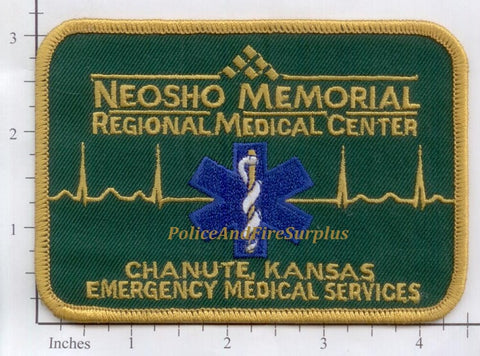 NEOSHO MEMORIAL
REGIONAL MEDICAL CENTER
PoliceAndFireSurplus
CHANUTE, KANSAS
EMERGENCY MEDICAL SERVICES
3
2
1
Inches 1 2 3 4